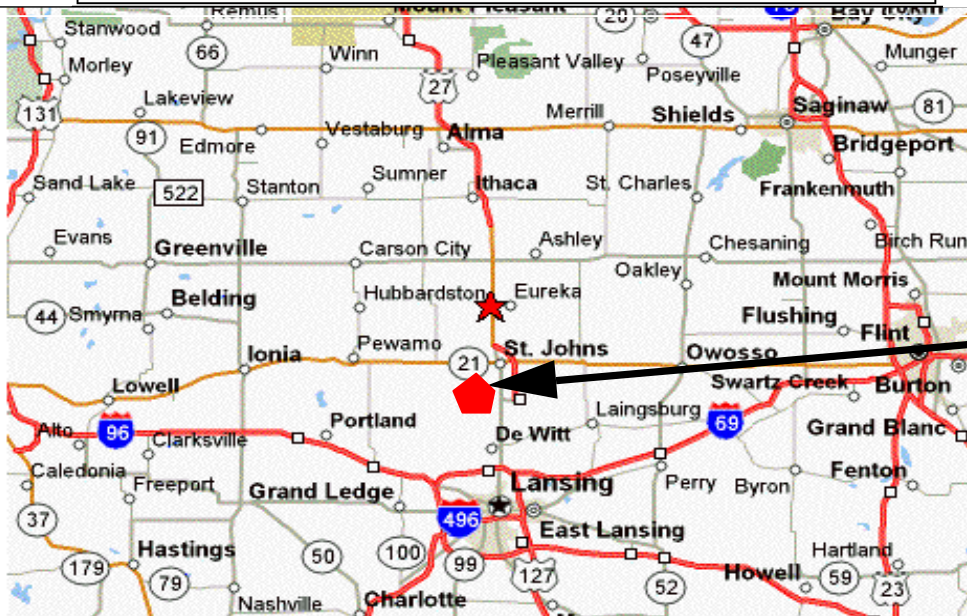 Remus
Mount Pleasant
20
75
10km
Bay City
Stanwood
66
Winn
Pleasant Valley
47
Munger
Morley
27
Poseyville
131
Lakeview
Merrill
Shields
Saginaw
81
91
Edmore
Vestaburg
Alma
Bridgeport
Sand Lake
522
Stanton
Sumner
Ithaca
St. Charles
Frankenmuth
Evans
Greenville
Carson City
Ashley
Chesaning
Birch Run
Oakley
Mount Morris
44
Smyrna
Belding
Hubbardston
Eureka
Flushing
Flint
Ionia
Pewamo
21
St. Johns
Owosso
Lowell
Swartz Creek
Burton
Alto
96
Clarksville
Portland
De Witt
Laingsburg
69
Grand Blanc
Caledonia
Freeport
Grand Ledge
Lansing
Perry
Byron
Fenton
37
496
East Lansing
Hastings
50
100
99
Hartland
179
79
127
52
Howell
59
23
Nashville
Charlotte